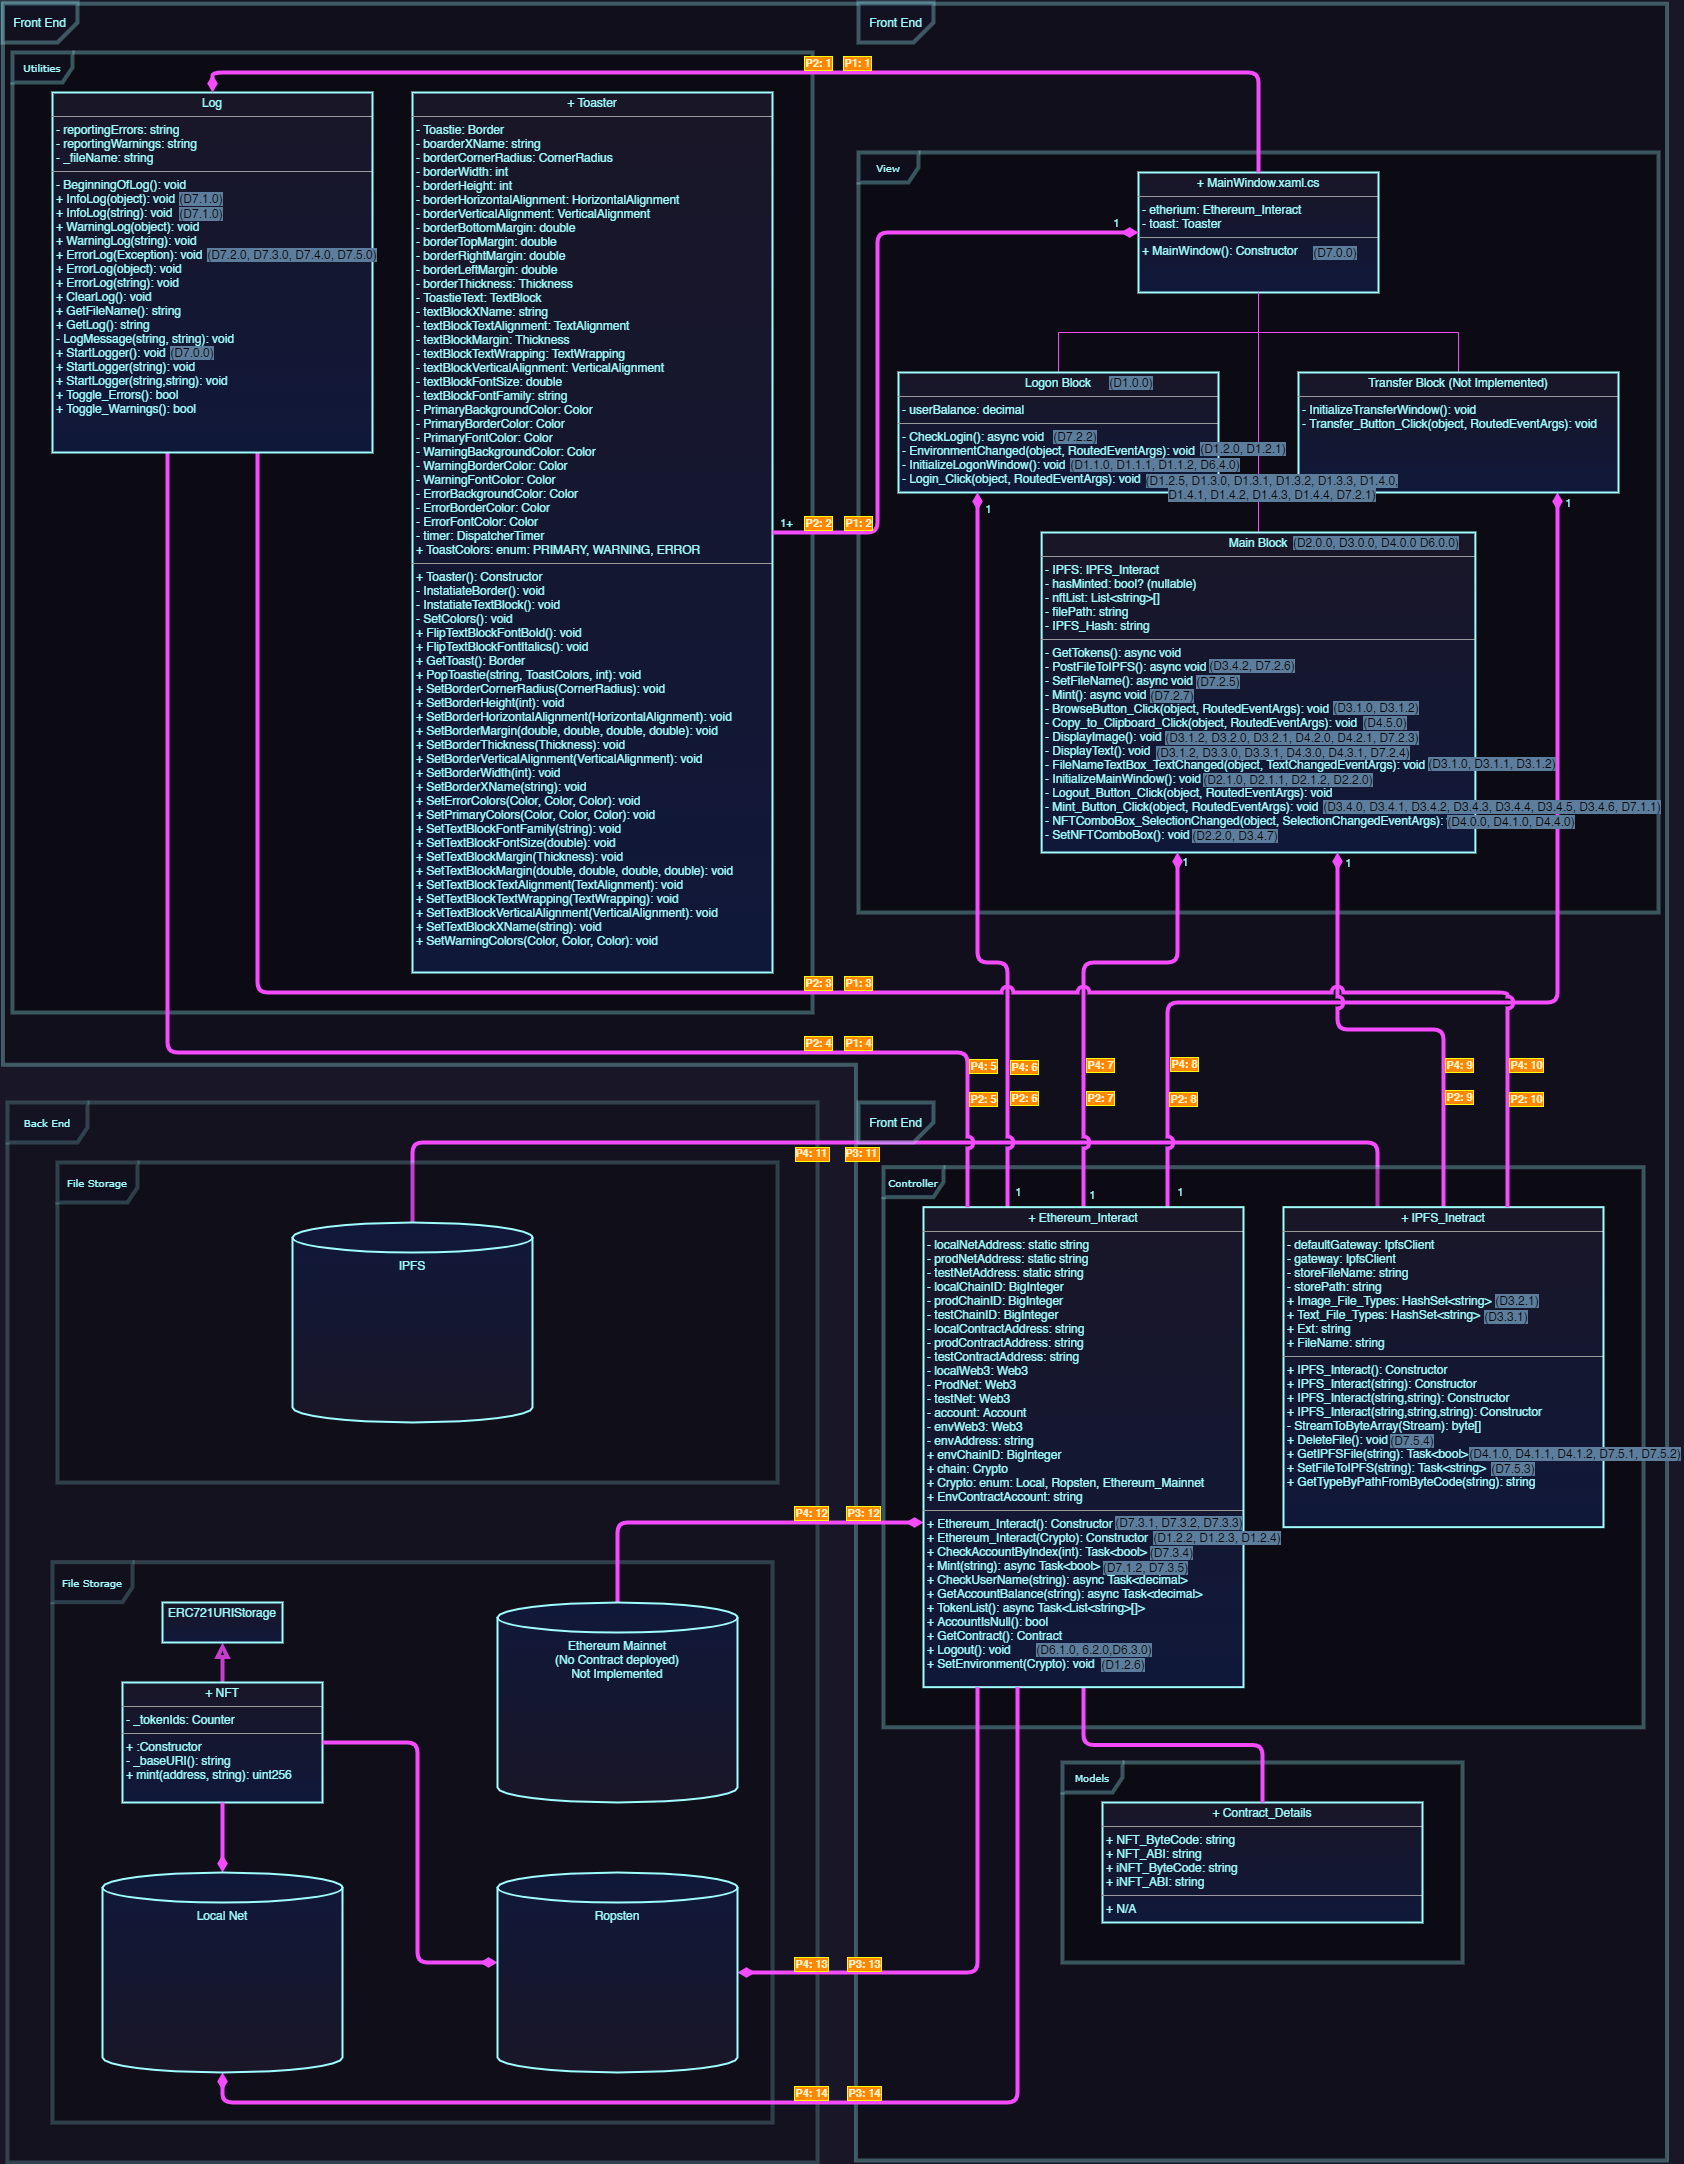 Front End
Front End
Utilities
P2: 1
P1: 1
Log
- reportingErrors: string
- reportingWarnings: string
- _fileName: string
- BeginningOfLog(): void
+ InfoLog(object): void (D7.1.0)
+ InfoLog(string): void (D7.1.0)
+ WarningLog(object): void
+ WarningLog(string): void
+ ErrorLog(Exception): void (D7.2.0, D7.3.0, D7.4.0, D7.5.0)
+ ErrorLog(object): void
+ ErrorLog(string): void
+ ClearLog(): void
+ GetFileName(): string
+ GetLog(): string
- LogMessage(string, string): void
+ StartLogger(): void (D7.0.0)
+ StartLogger(string): void
+ StartLogger(string,string): void
+ Toggle_Errors(): bool
+ Toggle_Warnings(): bool
+ Toaster
- Toastie: Border
- boarderXName: string
- borderCornerRadius: CornerRadius
- borderWidth: int
- borderHeight: int
- borderHorizontalAlignment: HorizontalAlignment
- borderVerticalAlignment: VerticalAlignment
- borderBottomMargin: double
- borderTopMargin: double
- borderRightMargin: double
- borderLeftMargin: double
- borderThickness: Thickness
- ToastieText: TextBlock
- textBlockXName: string
- textBlockTextAlignment: TextAlignment
- textBlockMargin: Thickness
- textBlockTextWrapping: TextWrapping
- textBlockVerticalAlignment: VerticalAlignment
- textBlockFontSize: double
- textBlockFontFamily: string
- PrimaryBackgroundColor: Color
- PrimaryBorderColor: Color
- PrimaryFontColor: Color
- WarningBackgroundColor: Color
- WarningBorderColor: Color
- WarningFontColor: Color
- ErrorBackgroundColor: Color
- ErrorBorderColor: Color
- ErrorFontColor: Color
- timer: DispatcherTimer
+ ToastColors: enum: PRIMARY, WARNING, ERROR
+ Toaster(): Constructor
- InstatiateBorder(): void
- InstatiateTextBlock(): void
- SetColors(): void
+ FlipTextBlockFontBold(): void
+ FlipTextBlockFontItalics(): void
+ GetToast(): Border
+ PopToastie(string, ToastColors, int): void
+ SetBorderCornerRadius(CornerRadius): void
+ SetBorderHeight(int): void
+ SetBorderHorizontalAlignment(HorizontalAlignment): void
+ SetBorderMargin(double, double, double, double): void
+ SetBorderThickness(Thickness): void
+ SetBorderVerticalAlignment(VerticalAlignment): void
+ SetBorderWidth(int): void
+ SetBorderXName(string): void
+ SetErrorColors(Color, Color, Color): void
+ SetPrimaryColors(Color, Color, Color): void
+ SetTextBlockFontFamily(string): void
+ SetTextBlockFontSize(double): void
+ SetTextBlockMargin(Thickness): void
+ SetTextBlockMargin(double, double, double, double): void
+ SetTextBlockTextAlignment(TextAlignment): void
+ SetTextBlockTextWrapping(TextWrapping): void
+ SetTextBlockVerticalAlignment(VerticalAlignment): void
+ SetTextBlockXName(string): void
+ SetWarningColors(Color, Color, Color): void
1+
P2: 2
P1: 2
View
+ MainWindow.xaml.cs
- etherium: Ethereum_Interact
- toast: Toaster
+ MainWindow(): Constructor (D7.0.0)
1
Logon Block (D1.0.0)
- userBalance: decimal
- CheckLogin(): async void (D7.2.2)
- EnvironmentChanged(object, RoutedEventArgs): void (D1.2.0, D1.2.1)
- InitializeLogonWindow(): void (D1.1.0, D1.1.1, D1.1.2, D6.4.0)
- Login_Click(object, RoutedEventArgs): void (D1.2.5, D1.3.0, D1.3.1, D1.3.2, D1.3.3, D1.4.0,
D1.4.1, D1.4.2, D1.4.3, D1.4.4, D7.2.1)
Transfer Block (Not Implemented)
- InitializeTransferWindow(): void
- Transfer_Button_Click(object, RoutedEventArgs): void
1
1
Main Block (D2.0.0, D3.0.0, D4.0.0 D6.0.0)
- IPFS: IPFS_Interact
- hasMinted: bool? (nullable)
- nftList: List<string>[]
- filePath: string
- IPFS_Hash: string
- GetTokens(): async void
- PostFileToIPFS(): async void (D3.4.2, D7.2.6)
- SetFileName(): async void (D7.2.5)
- Mint(): async void (D7.2.7)
- BrowseButton_Click(object, RoutedEventArgs): void (D3.1.0, D3.1.2)
- Copy_to_Clipboard_Click(object, RoutedEventArgs): void (D4.5.0)
- DisplayImage(): void (D3.1.2, D3.2.0, D3.2.1, D4.2.0, D4.2.1, D7.2.3)
- DisplayText(): void (D3.1.2, D3.3.0, D3.3.1, D4.3.0, D4.3.1, D7.2.4)
- FileNameTextBox_TextChanged(object, TextChangedEventArgs): void (D3.1.0, D3.1.1, D3.1.2)
- InitializeMainWindow(): void (D2.1.0, D2.1.1, D2.1.2, D2.2.0)
- Logout_Button_Click(object, RoutedEventArgs): void
- Mint_Button_Click(object, RoutedEventArgs): void (D3.4.0, D3.4.1, D3.4.2, D3.4.3, D3.4.4, D3.4.5, D3.4.6, D7.1.1)
- NFTComboBox_SelectionChanged(object, SelectionChangedEventArgs): (D4.0.0, D4.1.0, D4.4.0)
- SetNFTComboBox(): void (D2.2.0, D3.4.7)
1
1
P2: 3
P1: 3
P2: 4
P1: 4
P4: 5
P4: 6
P4: 7
P4: 8
P4: 9
P4: 10
P2: 5
P2: 6
P2: 7
P2: 8
P2: 9
P2: 10
Back End
Front End
P4: 11
P3: 11
File Storage
IPFS
Controller
1
1
1
+ Ethereum_Interact
- localNetAddress: static string
- prodNetAddress: static string
- testNetAddress: static string
- localChainID: BigInteger
- prodChainID: BigInteger
- testChainID: BigInteger
- localContractAddress: string
- prodContractAddress: string
- testContractAddress: string
- localWeb3: Web3
- ProdNet: Web3
- testNet: Web3
- account: Account
- envWeb3: Web3
- envAddress: string
+ envChainID: BigInteger
+ chain: Crypto
+ Crypto: enum: Local, Ropsten, Ethereum_Mainnet
+ EnvContractAccount: string
+ Ethereum_Interact(): Constructor (D7.3.1, D7.3.2, D7.3.3)
+ Ethereum_Interact(Crypto): Constructor (D1.2.2, D1.2.3, D1.2.4)
+ CheckAccountByIndex(int): Task<bool> (D7.3.4)
+ Mint(string): async Task<bool> (D7.1.2, D7.3.5)
+ CheckUserName(string): async Task<decimal>
+ GetAccountBalance(string): async Task<decimal>
+ TokenList(): async Task<List<string>[]>
+ AccountIsNull(): bool
+ GetContract(): Contract
+ Logout(): void (D6.1.0, 6.2.0,D6.3.0)
+ SetEnvironment(Crypto): void (D1.2.6)
+ IPFS_Inetract
- defaultGateway: IpfsClient
- gateway: IpfsClient
- storeFileName: string
- storePath: string
+ Image_File_Types: HashSet<string> (D3.2.1)
+ Text_File_Types: HashSet<string> (D3.3.1)
+ Ext: string
+ FileName: string
+ IPFS_Interact(): Constructor
+ IPFS_Interact(string): Constructor
+ IPFS_Interact(string,string): Constructor
+ IPFS_Interact(string,string,string): Constructor
- StreamToByteArray(Stream): byte[]
+ DeleteFile(): void (D7.5.4)
+ GetIPFSFile(string): Task<bool> (D4.1.0, D4.1.1, D4.1.2, D7.5.1, D7.5.2)
+ SetFileToIPFS(string): Task<string> (D7.5.3)
+ GetTypeByPathFromByteCode(string): string
P4: 12
P3: 12
File Storage
ERC721URIStorage
+ NFT
- _tokenIds: Counter
+ :Constructor
- _baseURI(): string
+ mint(address, string): uint256
Ethereum Mainnet
(No Contract deployed)
Not Implemented
Models
+ Contract_Details
+ NFT_ByteCode: string
+ NFT_ABI: string
+ iNFT_ByteCode: string
+ iNFT_ABI: string
+ N/A
Local Net
Ropsten
P4: 13
P3: 13
P4: 14
P3: 14